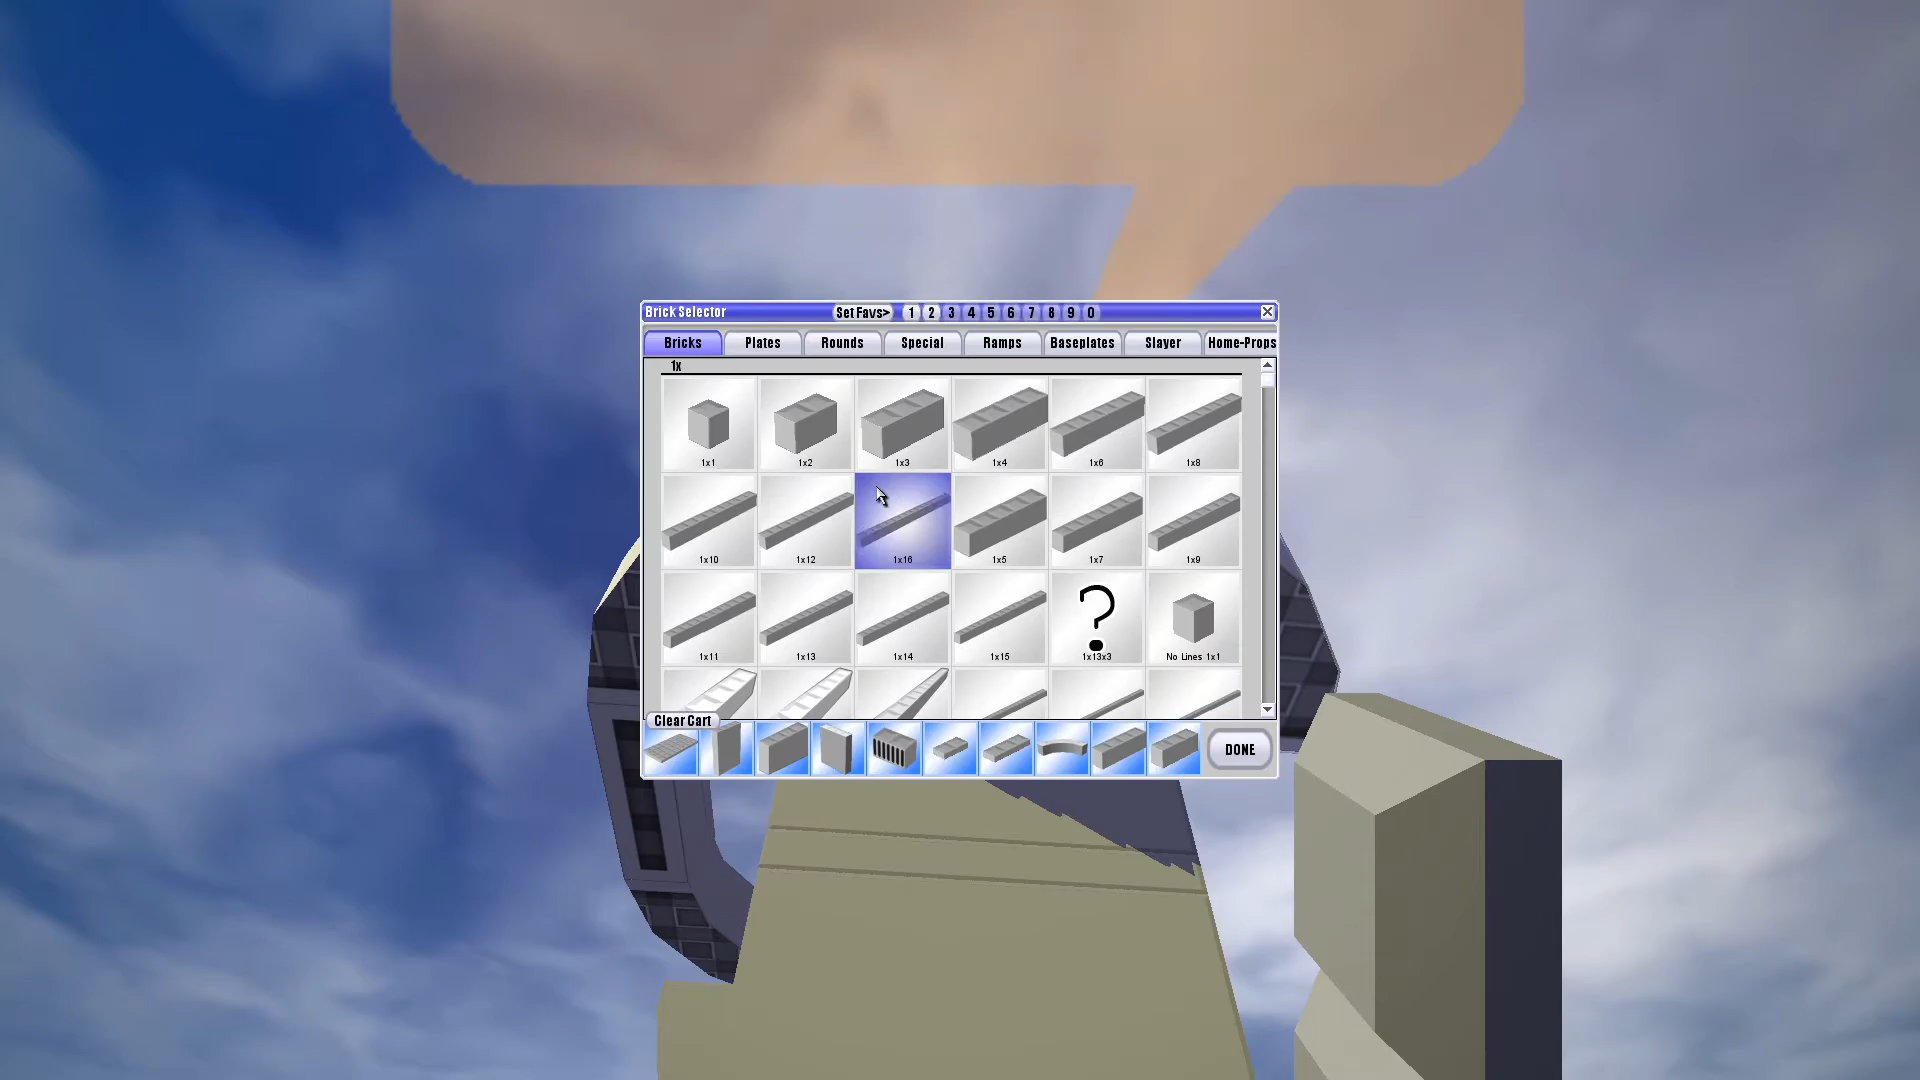 Brick Selector
Set Favs> 1 2 3 4 5 6 7 8 9 0
Bricks Plates Rounds Special Ramps Baseplates Slayer Home-Props
1x
1x1 1x2 1x3 1x4 1x6 1x8
1x10 1x12 1x16 1x5 1x7 1x9
1x11 1x13 1x14 1x15 1x13x3 No Lines 1x1
Clear Cart
DONE